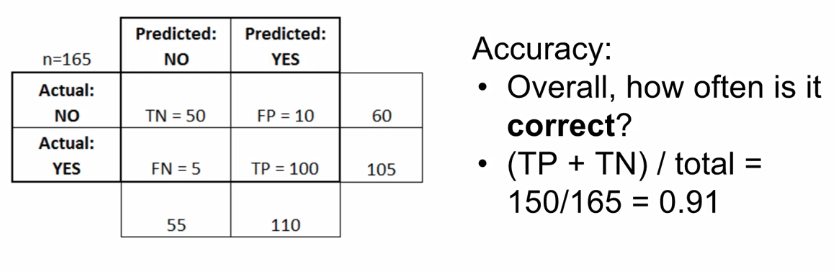 Predicted: Predicted:
n=165 NO YES
Actual:
NO TN = 50 FP = 10 60
Actual:
YES FN = 5 TP = 100 105
55 110
Accuracy:
• Overall, how often is it
correct?
• (TP + TN) / total =
150/165 = 0.91